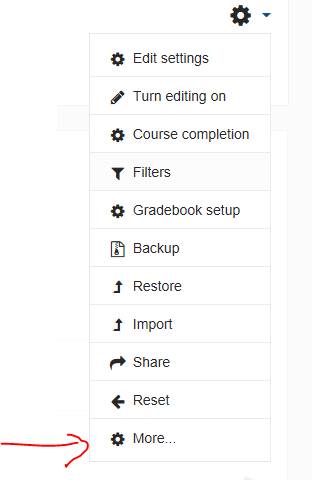 Edit settings
Turn editing on
Course completion
Filters
Gradebook setup
Backup
Restore
Import
Share
Reset
More...